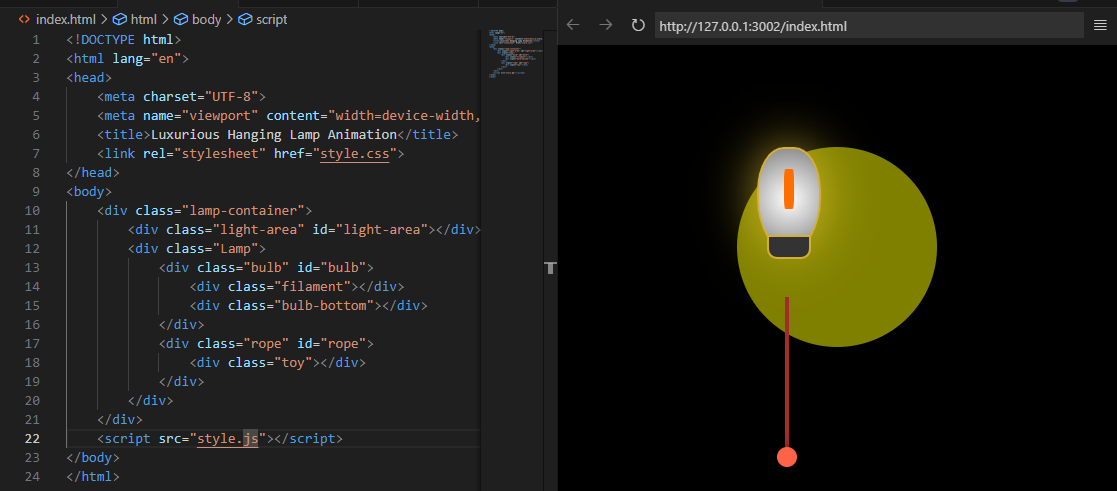 index.html > html > body > script
1 <!DOCTYPE html>
2 <html lang="en">
3 <head>
4 <meta charset="UTF-8">
5 <meta name="viewport" content="width=device-width,
6 <title>Luxurious Hanging Lamp Animation</title>
7 <link rel="stylesheet" href="style.css">
8 </head>
9 <body>
10 <div class="lamp-container">
11 <div class="light-area" id="light-area"></div>
12 <div class="Lamp">
13 <div class="bulb" id="bulb">
14 <div class="filament"></div>
15 <div class="bulb-bottom"></div>
16 </div>
17 <div class="rope" id="rope">
18 <div class="toy"></div>
19 </div>
20 </div>
21 </div>
22 <script src="style.js"></script>
23 </body>
24 </html>
http://127.0.0.1:3002/index.html